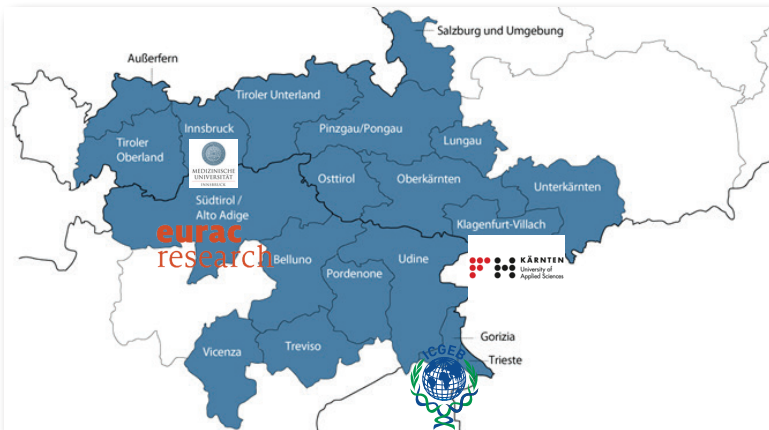 Salzburg und Umgebung
Außerfern
Tiroler Unterland
Innsbruck
Pinzgau/Pongau
Tiroler
Oberland
Lungau
MEDIZINISCHE
UNIVERSITÄT
INNSBRUCK
Osttirol
Oberkärnten
Unterkärnten
Südtirol /
Alto Adige
Klagenfurt-Villach
eurac
research
Belluno
Udine
Pordenone
FH KÄRNTEN
University of
Applied Sciences
Gorizia
Treviso
Vicenza
Trieste
ICGEB